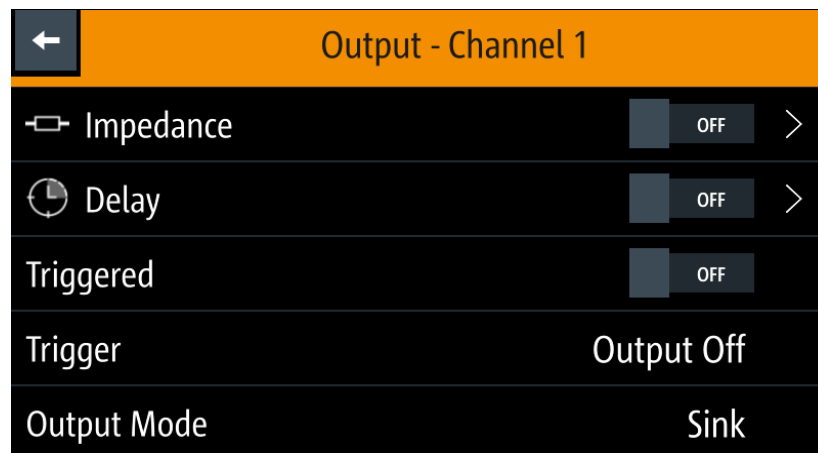 Output - Channel 1
Impedance OFF
Delay OFF
Triggered OFF
Trigger Output Off
Output Mode Sink